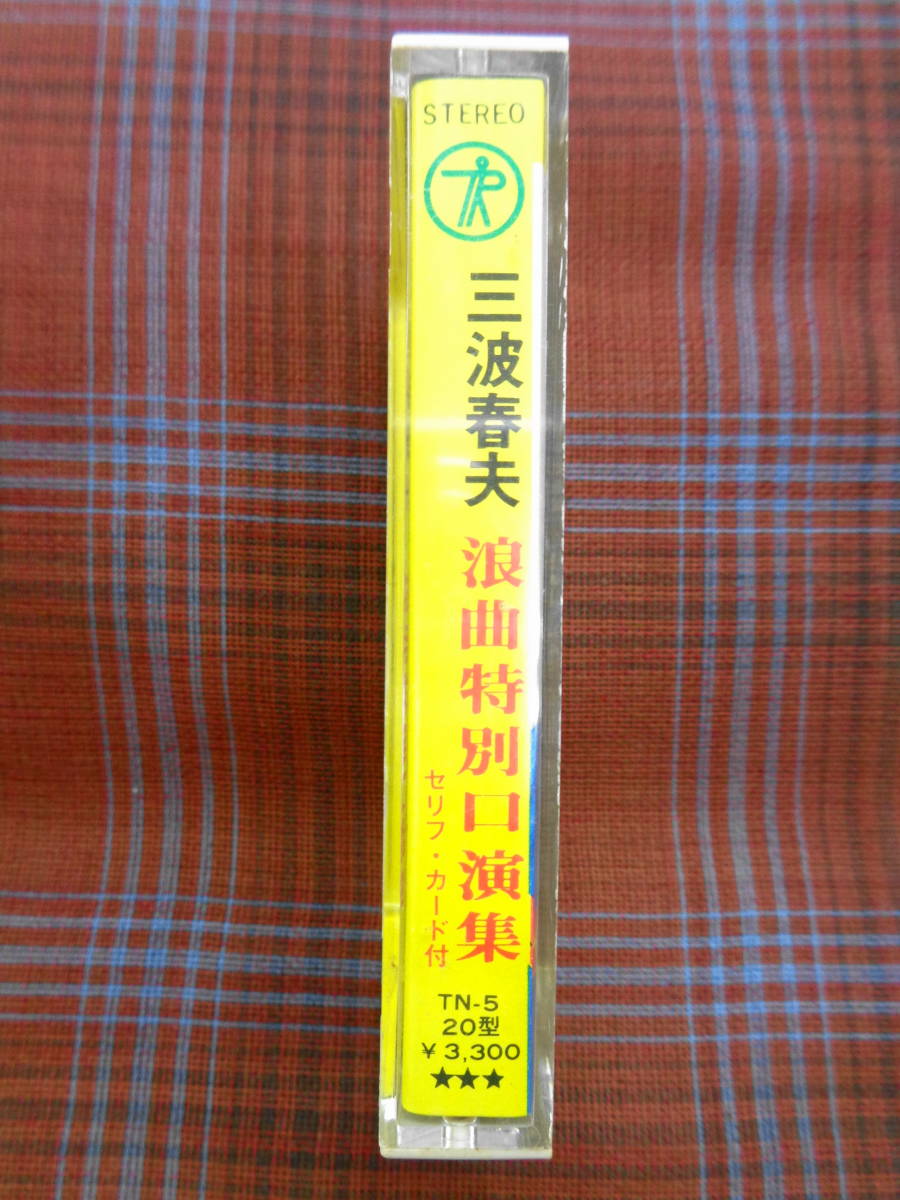 STEREO
三波春夫
浪曲特別口演集
セリフ・カード付
TN-5
20型
¥3,300
★★★